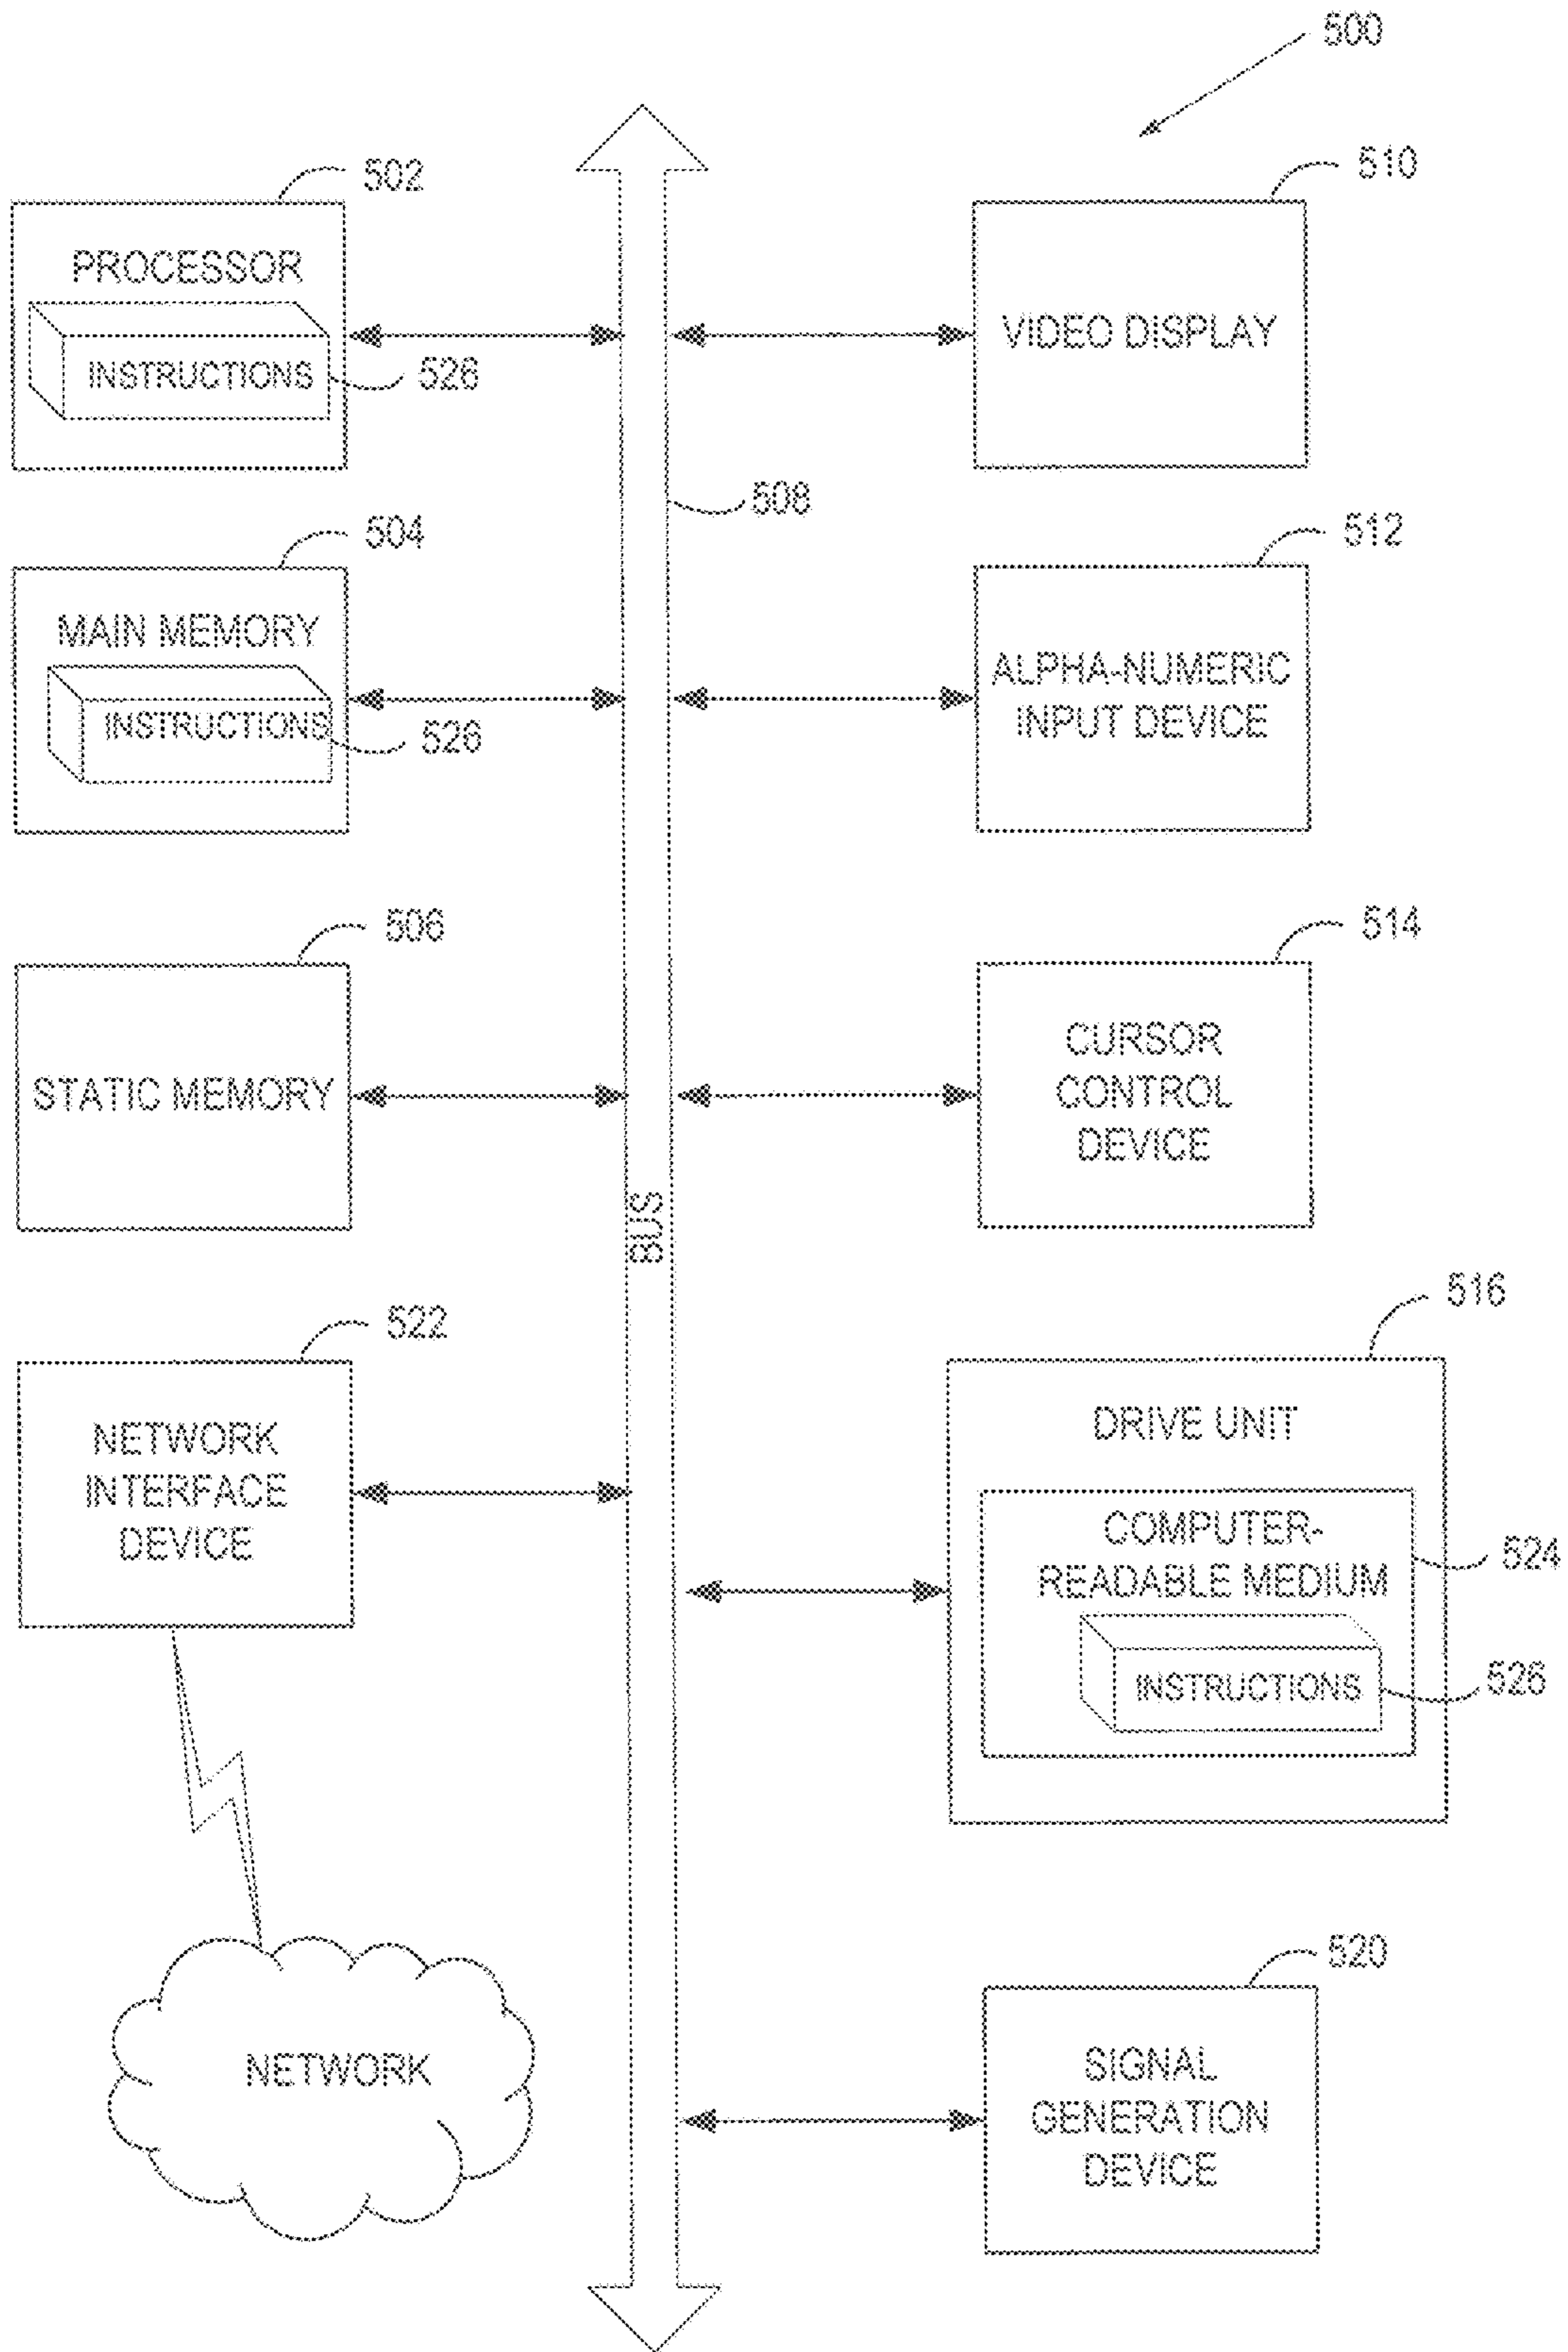 500
502
PROCESSOR
INSTRUCTIONS
526
510
VIDEO DISPLAY
508
504
MAIN MEMORY
INSTRUCTIONS
526
512
ALPHA-NUMERIC
INPUT DEVICE
506
STATIC MEMORY
514
CURSOR
CONTROL
DEVICE
BUS
522
NETWORK
INTERFACE
DEVICE
516
DRIVE UNIT
COMPUTER-
READABLE MEDIUM
524
INSTRUCTIONS
526
NETWORK
520
SIGNAL
GENERATION
DEVICE